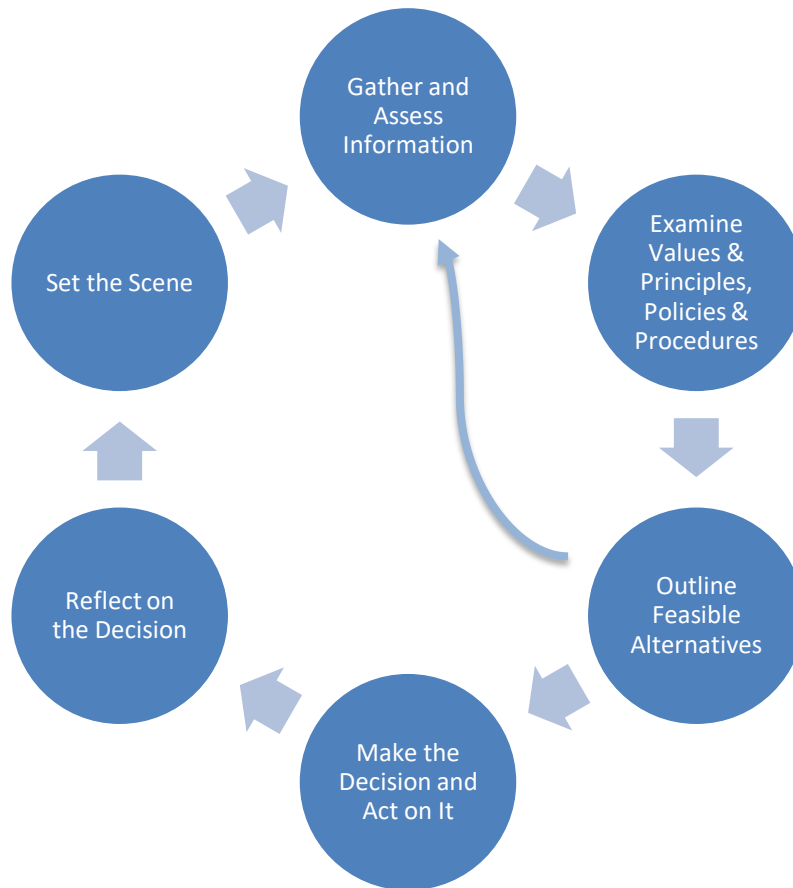 Gather and
Assess
Information
Examine
Values &
Principles,
Policies &
Procedures
Outline
Feasible
Alternatives
Make the
Decision and
Act on It
Reflect on
the Decision
Set the Scene